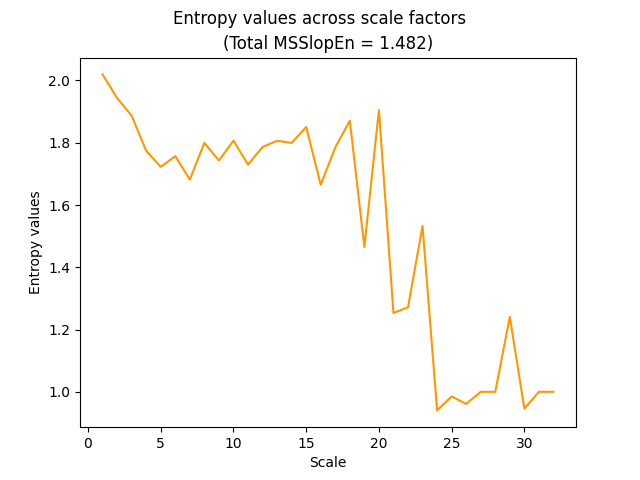 Entropy values across scale factors
(Total MSSlopEn = 1.482)
2.0
1.8
1.6
1.4
1.2
1.0
Entropy values
0 5 10 15 20 25 30
Scale